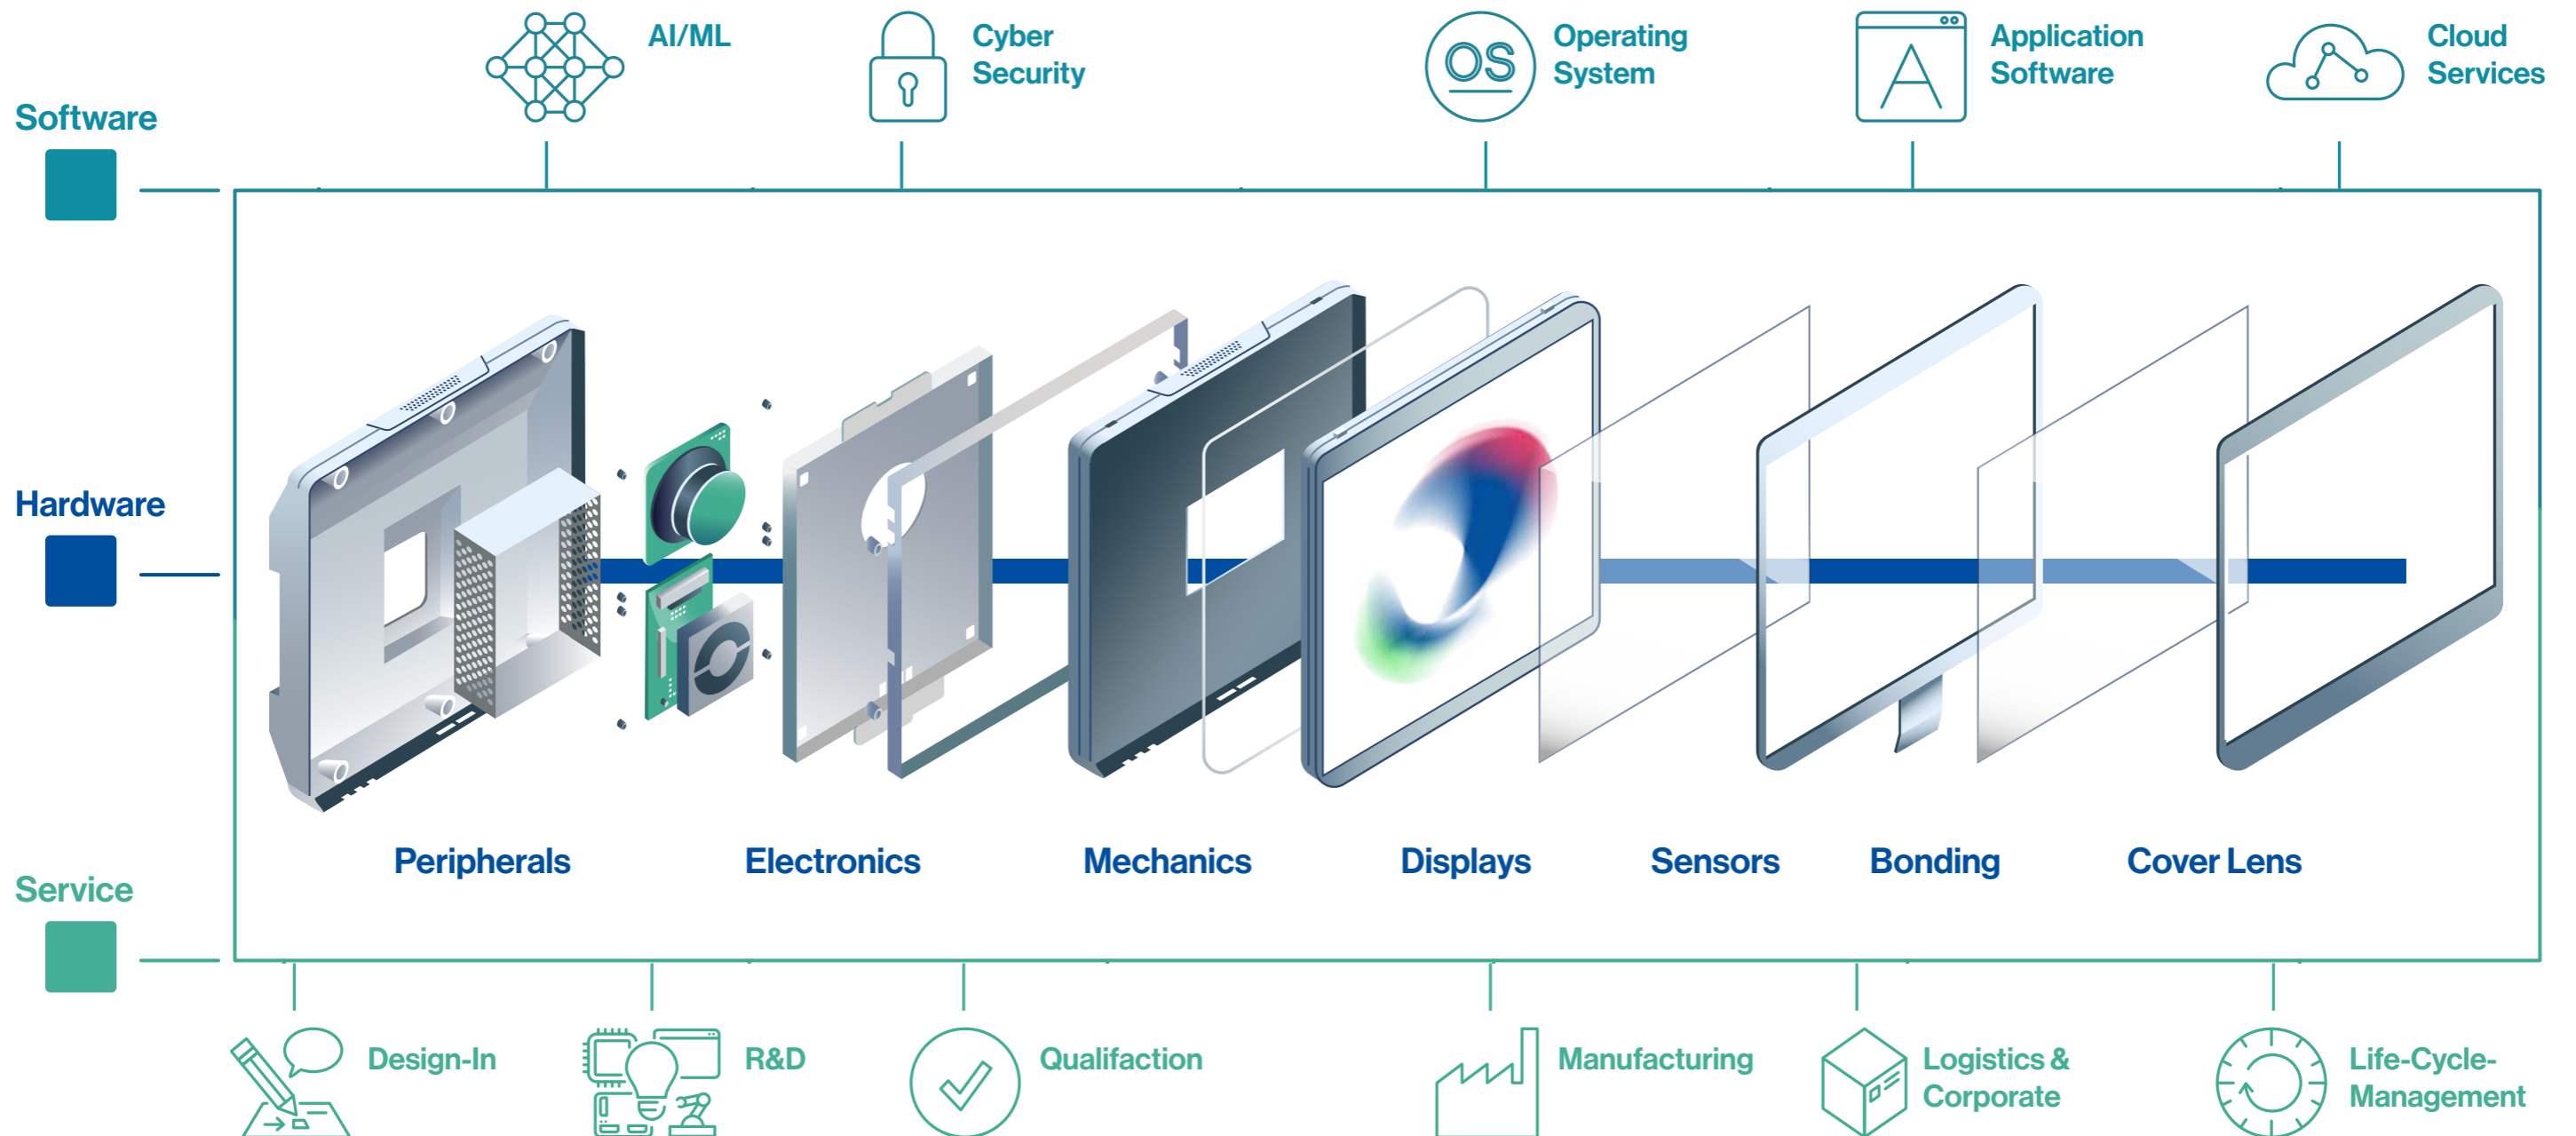 AI/ML
Cyber
Security
OS
Operating
System
A
Application
Software
Cloud
Services
Software
Hardware
Peripherals
Electronics
Mechanics
Displays
Sensors
Bonding
Cover Lens
Service
Design-In
R&D
Qualifaction
Manufacturing
Logistics &
Corporate
Life-Cycle-
Management